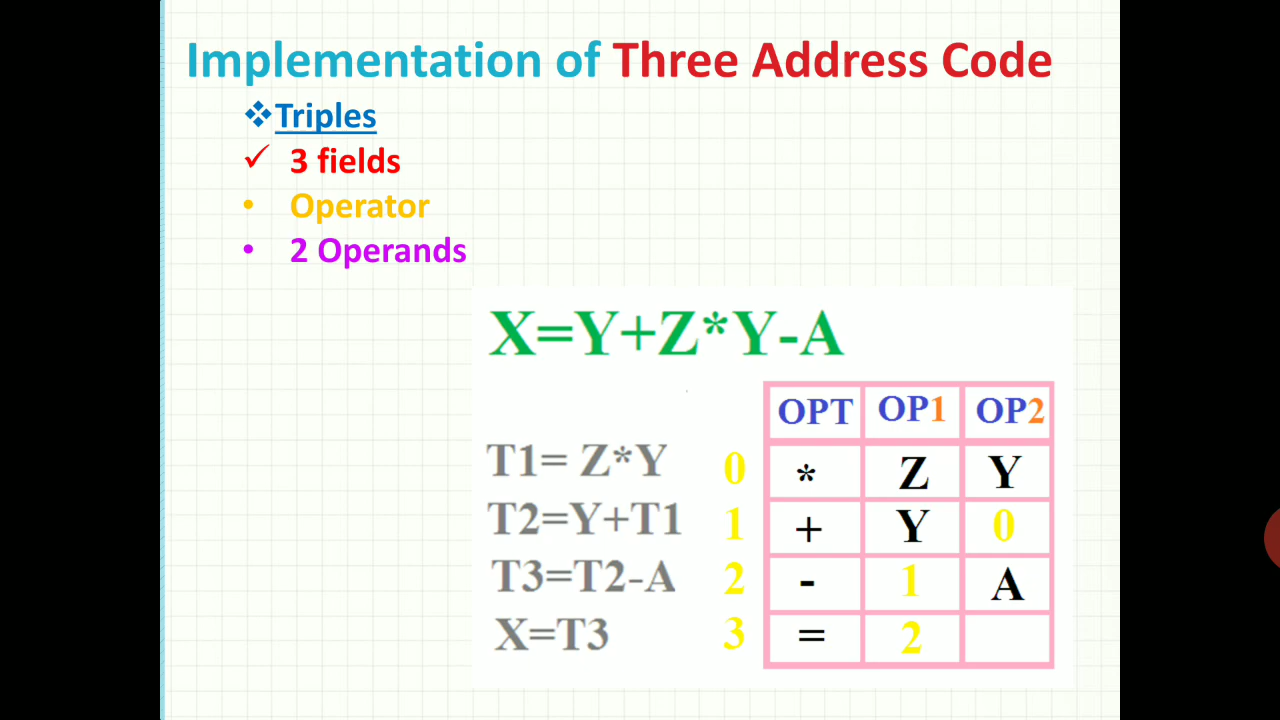 Implementation of Three Address Code
❖Triples
✓ 3 fields
• Operator
• 2 Operands
X=Y+Z*Y-A
OPT OP1 OP2
T1= Z*Y 0 * Z Y
T2=Y+T1 1 + Y 0
T3=T2-A 2 - 1 A
X=T3 3 = 2